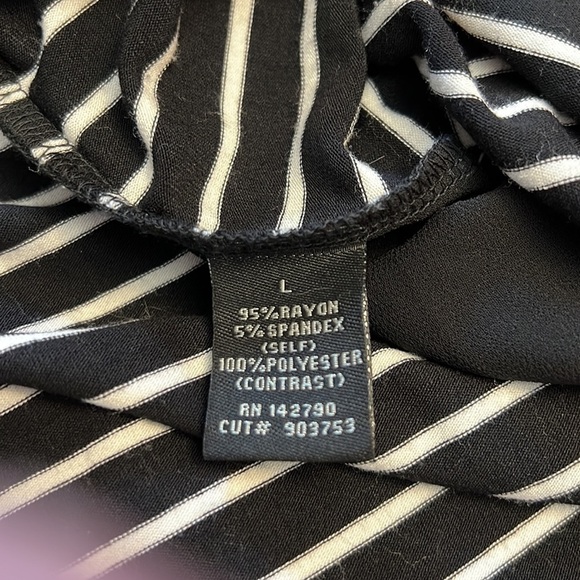 L
95%RAYON
5%SPANDEX
(SELF)
100%POLYESTER
(CONTRAST)
RN 142790
CUT# 903753